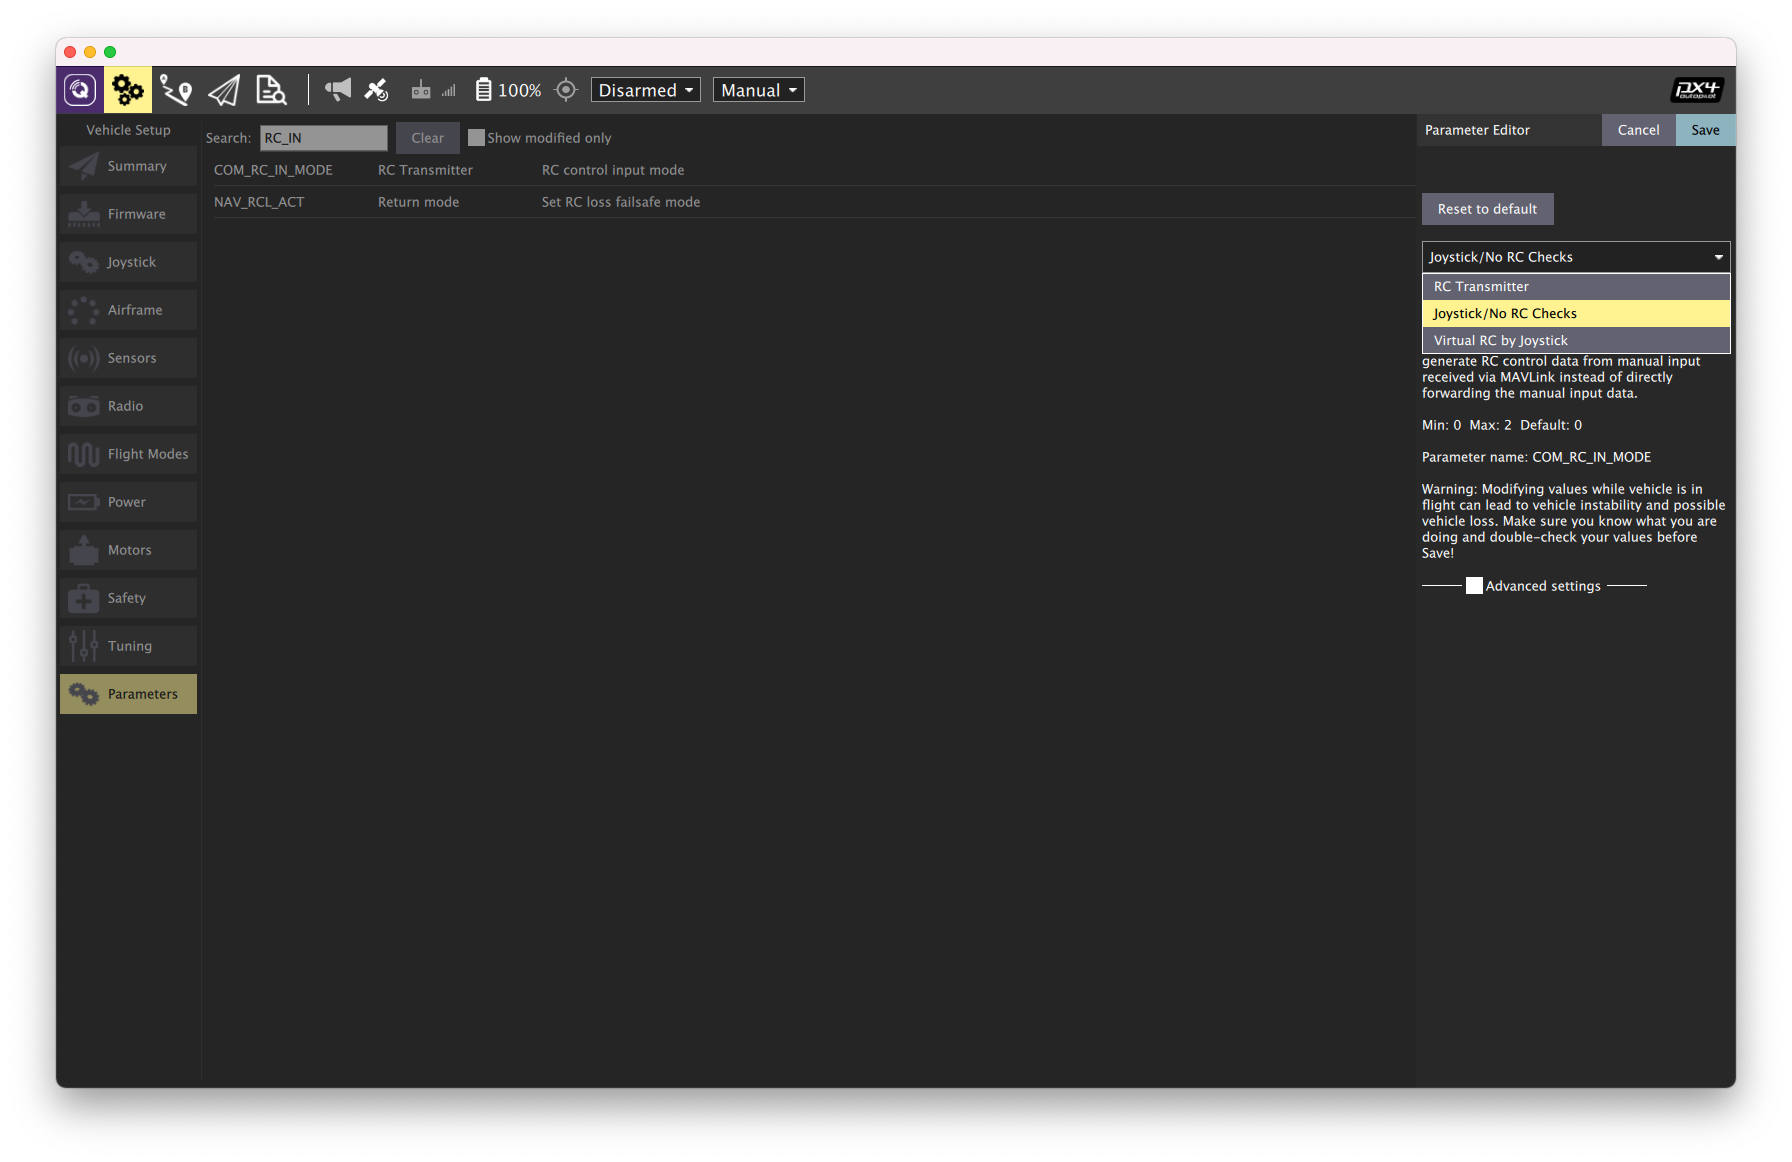 100%
Disarmed
Manual
px4
autopilot
Vehicle Setup
Summary
Firmware
Joystick
Airframe
Sensors
Radio
Flight Modes
Power
Motors
Safety
Tuning
Parameters
Search: RC_IN Clear Show modified only
COM_RC_IN_MODE RC Transmitter RC control input mode
NAV_RCL_ACT Return mode Set RC loss failsafe mode
Parameter Editor Cancel Save
Reset to default
Joystick/No RC Checks
RC Transmitter
Joystick/No RC Checks
Virtual RC by Joystick
generate RC control data from manual input
received via MAVLink instead of directly
forwarding the manual input data.
Min: 0 Max: 2 Default: 0
Parameter name: COM_RC_IN_MODE
Warning: Modifying values while vehicle is in
flight can lead to vehicle instability and possible
vehicle loss. Make sure you know what you are
doing and double-check your values before
Save!
Advanced settings